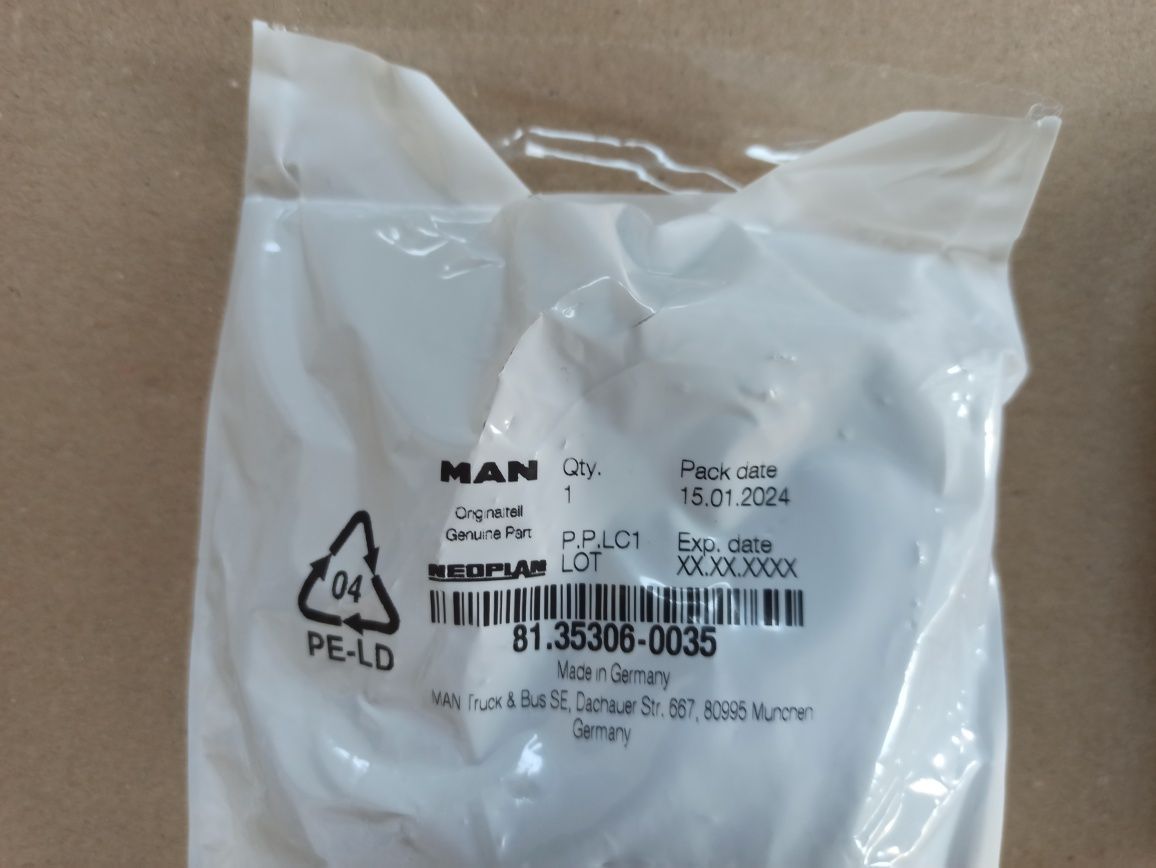 MAN
Originalteil
Genuine Part
NEOPLAN
Qty.
1
Pack date
15.01.2024
P.P.LC1
LOT
Exp. date
XX.XX.XXXX
04
PE-LD
81.35306-0035
Made in Germany
MAN Truck & Bus SE, Dachauer Str. 667, 80995 Munchen
Germany